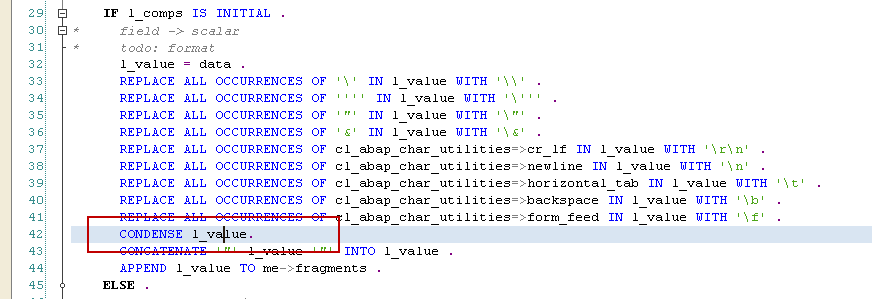 29 IF l_comps IS INITIAL .
30 * field -> scalar
31 * todo: format
32 l_value = data .
33 REPLACE ALL OCCURRENCES OF '\' IN l_value WITH '\\' .
34 REPLACE ALL OCCURRENCES OF '''' IN l_value WITH '\''' .
35 REPLACE ALL OCCURRENCES OF '"' IN l_value WITH '\"' .
36 REPLACE ALL OCCURRENCES OF '&' IN l_value WITH '\&' .
37 REPLACE ALL OCCURRENCES OF cl_abap_char_utilities=>cr_lf IN l_value WITH '\r\n' .
38 REPLACE ALL OCCURRENCES OF cl_abap_char_utilities=>newline IN l_value WITH '\n' .
39 REPLACE ALL OCCURRENCES OF cl_abap_char_utilities=>horizontal_tab IN l_value WITH '\t' .
40 REPLACE ALL OCCURRENCES OF cl_abap_char_utilities=>backspace IN l_value WITH '\b' .
41 REPLACE ALL OCCURRENCES OF cl_abap_char_utilities=>form_feed IN l_value WITH '\f' .
42 CONDENSE l_value.
43 CONCATENATE '"' l_value '"' INTO l_value .
44 APPEND l_value TO me->fragments .
45 ELSE .